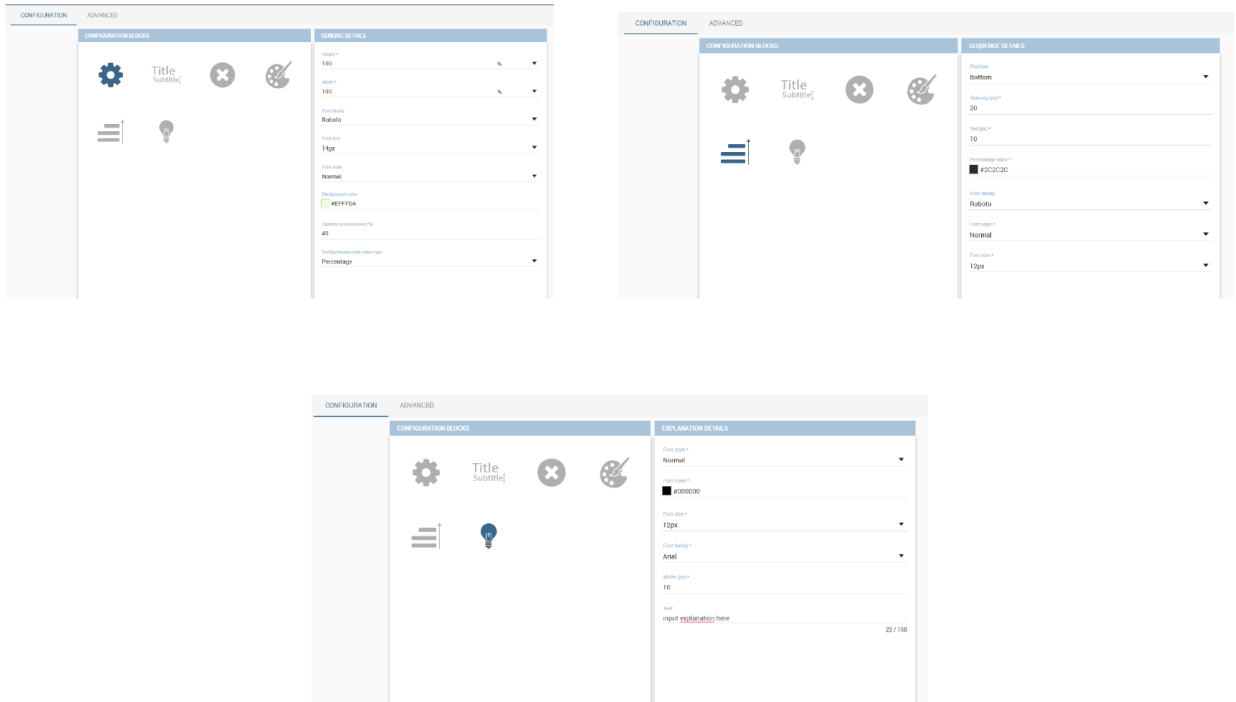 CONFIGURATION ADVANCED
CONFIGURATION BLOCKS
Title
Subtitle
GENERIC DETAILS
Height *
100 %
Width *
100 %
Font family
Roboto
Font size
14px
Font style
Normal
Background color
#EFFFDA
Opacity on mouseover(%)
40
Tooltip/breadcrumb value type
Percentage
CONFIGURATION ADVANCED
CONFIGURATION BLOCKS
Title
Subtitle
SEQUENCE DETAILS
Position
Bottom
Spacing (px) *
20
Tail (px) *
10
Percentage color *
#2C2C2C
Font family
Roboto
Font style *
Normal
Font size *
12px
CONFIGURATION ADVANCED
CONFIGURATION BLOCKS
Title
Subtitle
EXPLANATION DETAILS
Font style *
Normal
Font color *
#000000
Font size *
12px
Font family *
Arial
Width (px) *
10
Text
input explanation here
22 / 150